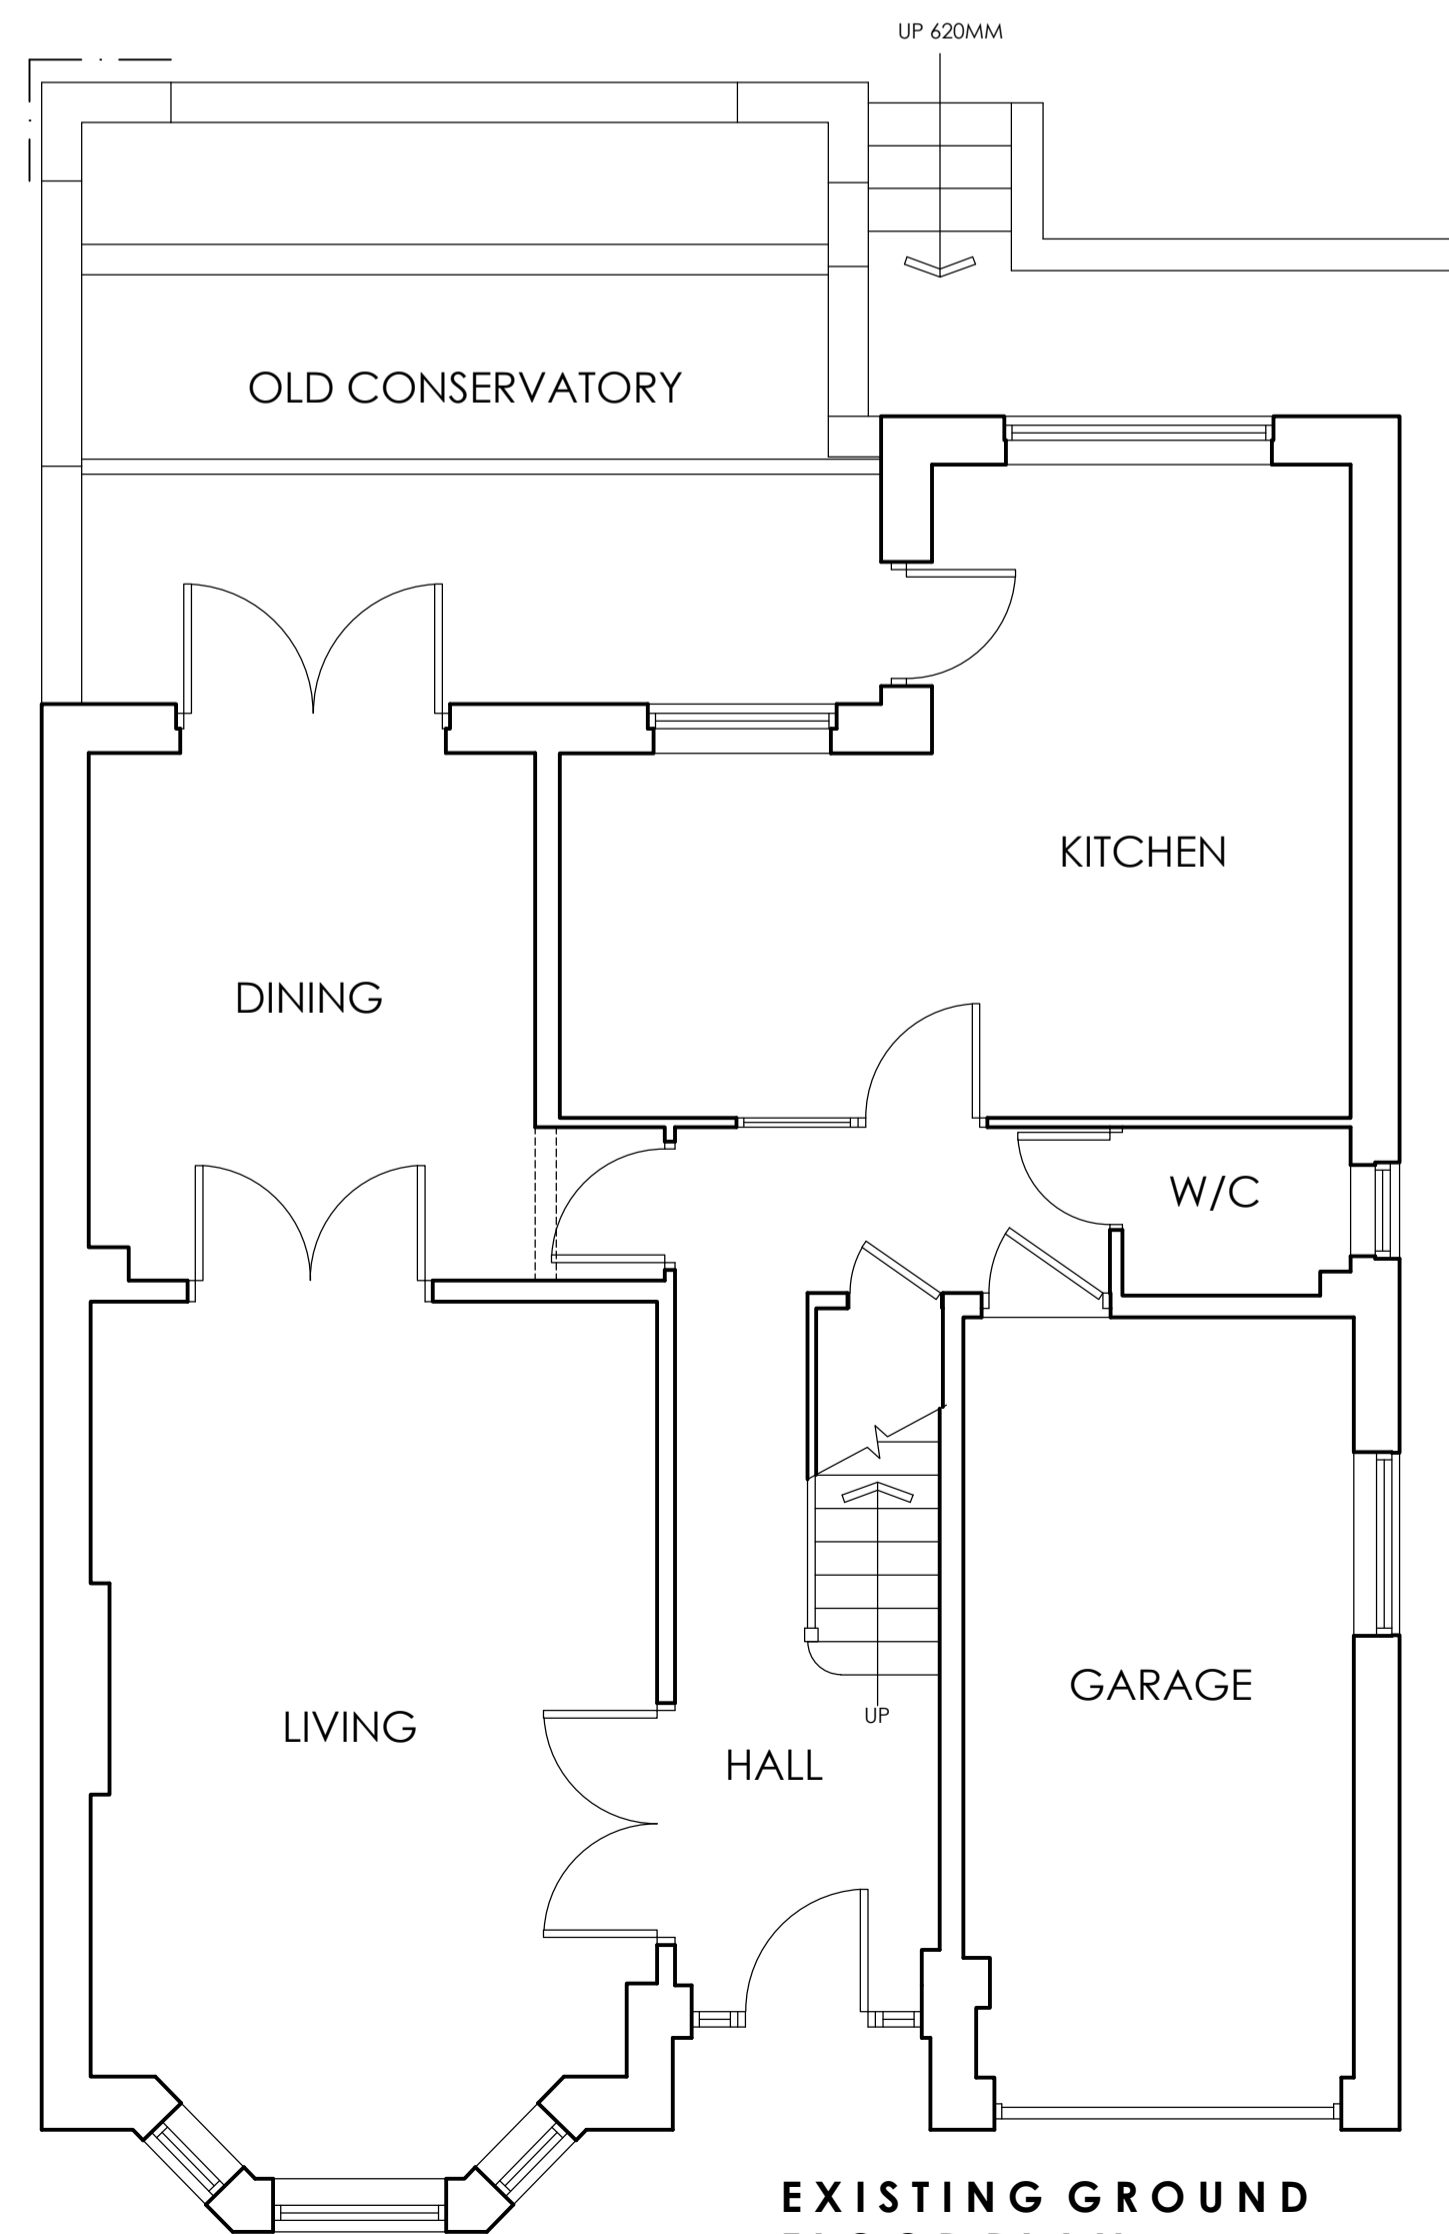 UP 620MM
OLD CONSERVATORY
KITCHEN
DINING
W/C
GARAGE
UP
LIVING
HALL
EXISTING GROUND